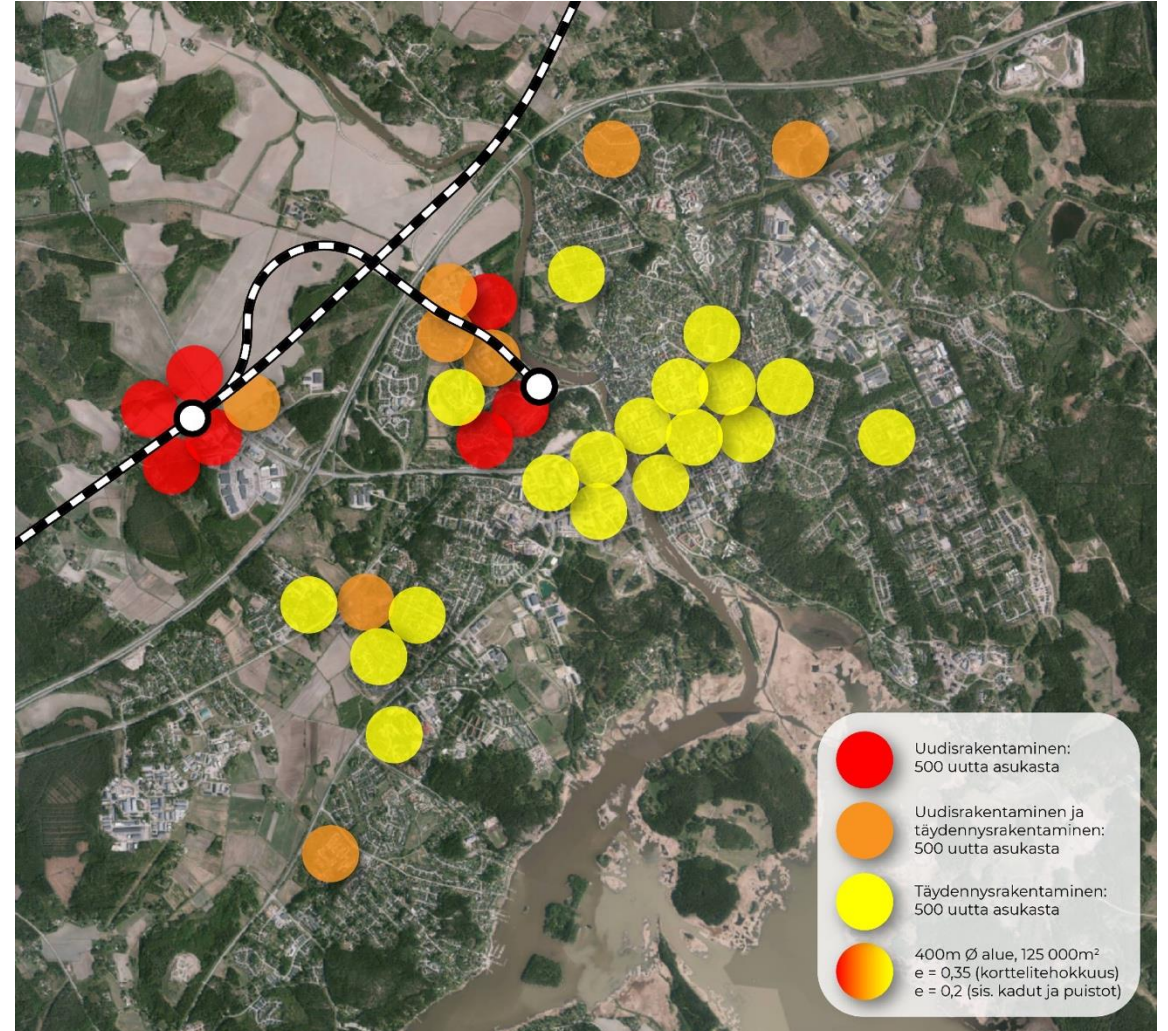 Uudisrakentaminen:
500 uutta asukasta
Uudisrakentaminen ja
täydennysrakentaminen:
500 uutta asukasta
Täydennysrakentaminen:
500 uutta asukasta
400m Ø alue, 125 000m²
e = 0,35 (korttelitehokkuus)
e = 0,2 (sis. kadut ja puistot)